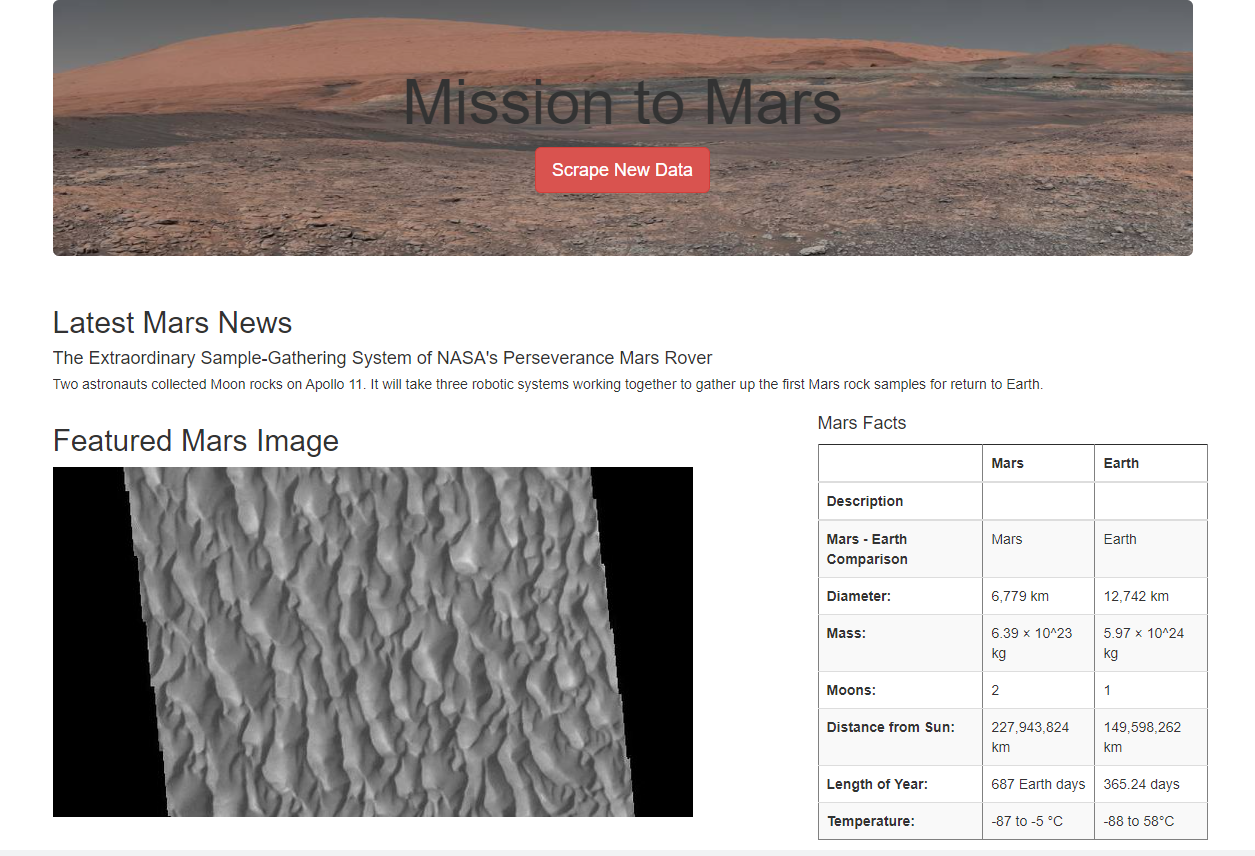 Mission to Mars
Scrape New Data
Latest Mars News
The Extraordinary Sample-Gathering System of NASA's Perseverance Mars Rover
Two astronauts collected Moon rocks on Apollo 11. It will take three robotic systems working together to gather up the first Mars rock samples for return to Earth.
Featured Mars Image
Mars Facts
Mars Earth
Description
Mars - Earth Mars Earth
Comparison
Diameter: 6,779 km 12,742 km
Mass: 6.39 × 10^23 5.97 × 10^24
kg kg
Moons: 2 1
Distance from Sun: 227,943,824 149,598,262
km km
Length of Year: 687 Earth days 365.24 days
Temperature: -87 to -5 °C -88 to 58°C